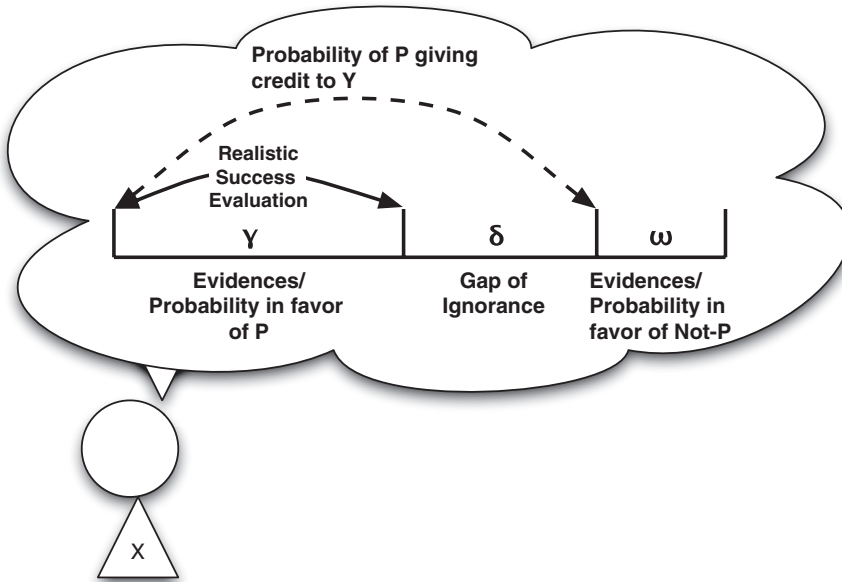 Probability of P giving
credit to Y
Realistic
Success
Evaluation
γ
δ
ω
Evidences/
Probability in favor
of P
Gap of
Ignorance
Evidences/
Probability in
favor of Not-P
X